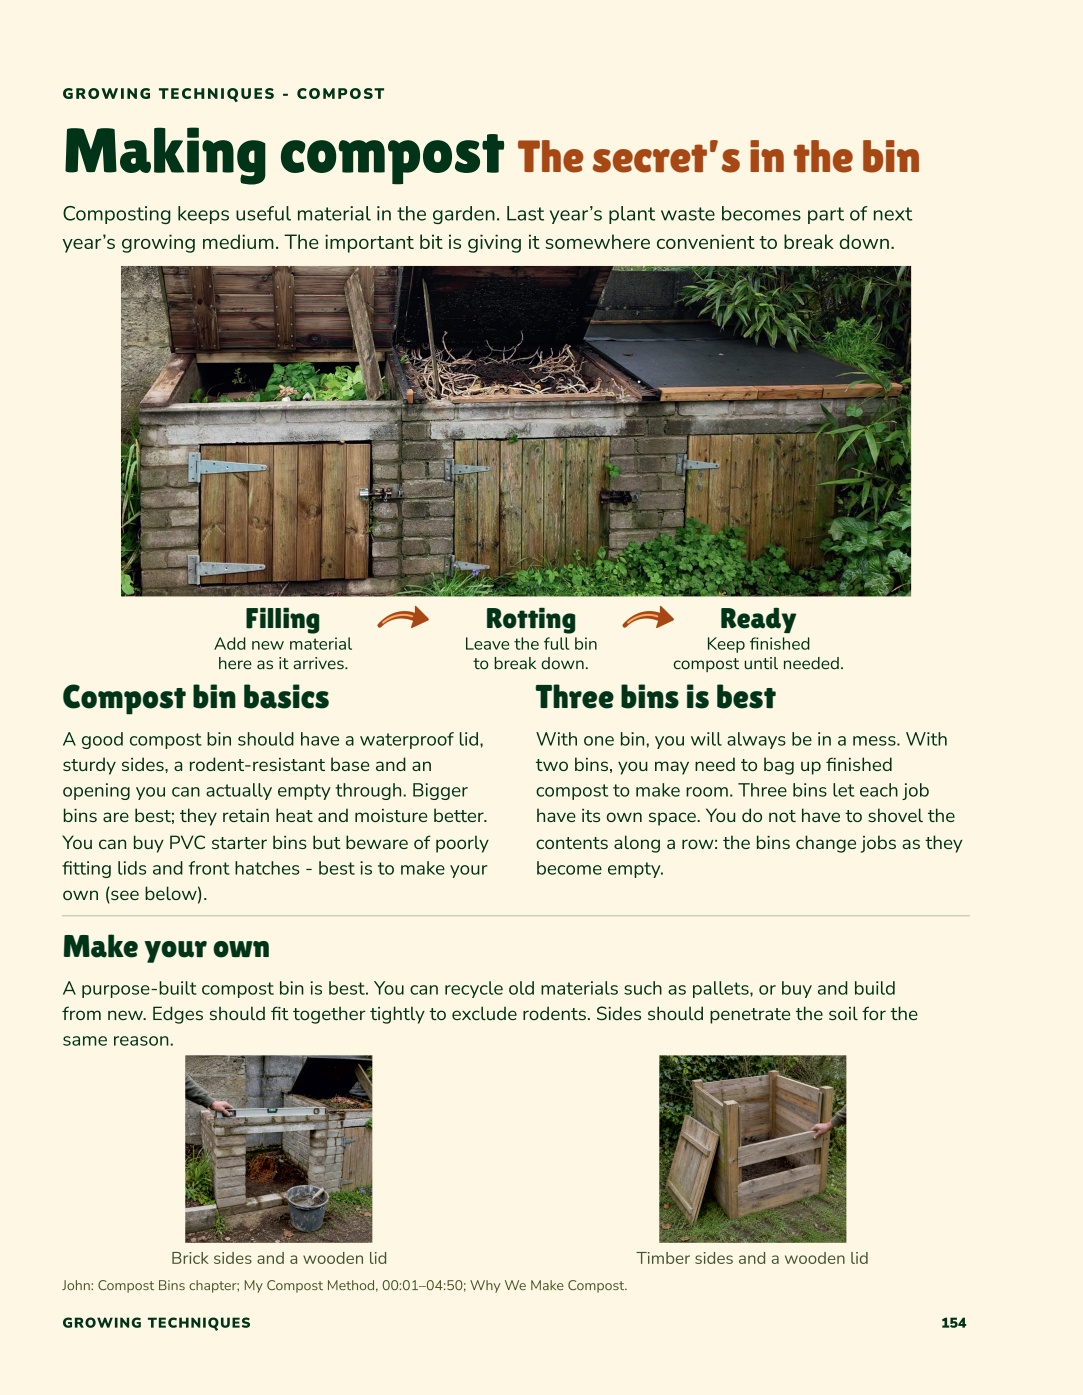 GROWING TECHNIQUES - COMPOST
Making compost The secret's in the bin
Composting keeps useful material in the garden. Last year’s plant waste becomes part of next
year’s growing medium. The important bit is giving it somewhere convenient to break down.
Filling
Add new material
here as it arrives.
Rotting
Leave the full bin
to break down.
Ready
Keep finished
compost until needed.
Compost bin basics
A good compost bin should have a waterproof lid,
sturdy sides, a rodent-resistant base and an
opening you can actually empty through. Bigger
bins are best; they retain heat and moisture better.
You can buy PVC starter bins but beware of poorly
fitting lids and front hatches - best is to make your
own (see below).
Three bins is best
With one bin, you will always be in a mess. With
two bins, you may need to bag up finished
compost to make room. Three bins let each job
have its own space. You do not have to shovel the
contents along a row: the bins change jobs as they
become empty.
Make your own
A purpose-built compost bin is best. You can recycle old materials such as pallets, or buy and build
from new. Edges should fit together tightly to exclude rodents. Sides should penetrate the soil for the
same reason.
Brick sides and a wooden lid
Timber sides and a wooden lid
John: Compost Bins chapter; My Compost Method, 00:01–04:50; Why We Make Compost.
GROWING TECHNIQUES
154